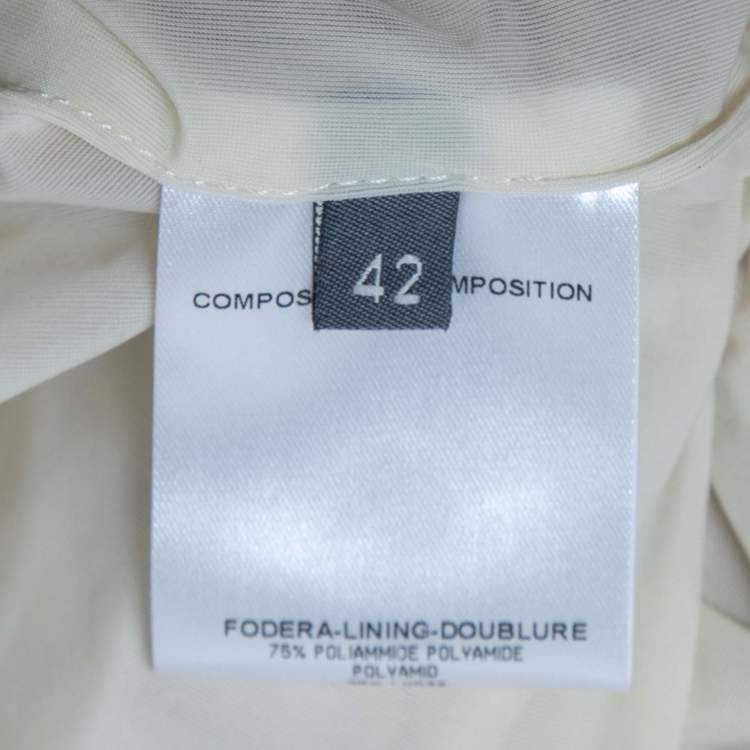 42
COMPOS MPOSITION
FODERA-LINING-DOUBLURE
75% POLIAMMIDE POLYAMIDE
POLYAMID